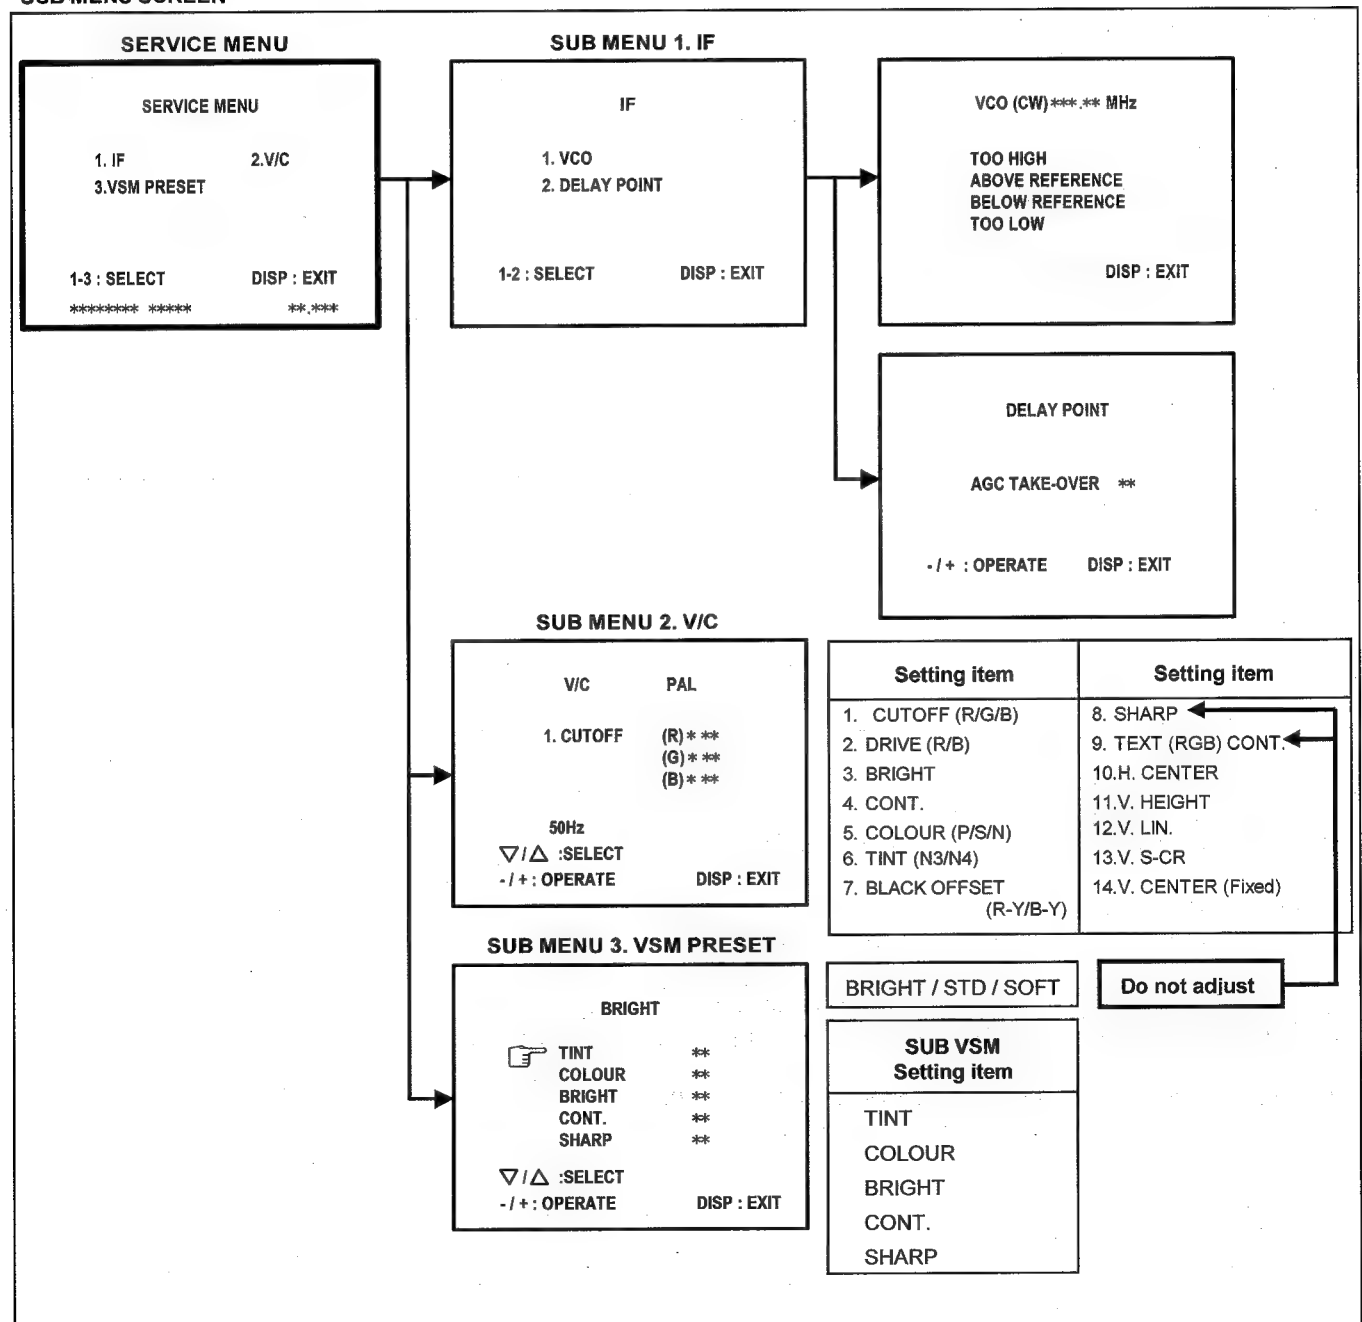 SUB MENU SCREEN
SERVICE MENU
SERVICE MENU
1. IF 2.V/C
3.VSM PRESET
1-3 : SELECT DISP : EXIT
******** ***** **.***
SUB MENU 1. IF
IF
1. VCO
2. DELAY POINT
1-2 : SELECT DISP : EXIT
VCO (CW) ***.** MHz
TOO HIGH
ABOVE REFERENCE
BELOW REFERENCE
TOO LOW
DISP : EXIT
DELAY POINT
AGC TAKE-OVER **
- / + : OPERATE DISP : EXIT
SUB MENU 2. V/C
V/C PAL
1. CUTOFF (R) * **
(G) * **
(B) * **
50Hz
▽/△ :SELECT
- / + : OPERATE DISP : EXIT
Setting item
1. CUTOFF (R/G/B)
2. DRIVE (R/B)
3. BRIGHT
4. CONT.
5. COLOUR (P/S/N)
6. TINT (N3/N4)
7. BLACK OFFSET
(R-Y/B-Y)
Setting item
8. SHARP
9. TEXT (RGB) CONT.
10.H. CENTER
11.V. HEIGHT
12.V. LIN.
13.V. S-CR
14.V. CENTER (Fixed)
Do not adjust
SUB MENU 3. VSM PRESET
BRIGHT
TINT **
COLOUR **
BRIGHT **
CONT. **
SHARP **
▽/△ :SELECT
- / + : OPERATE DISP : EXIT
BRIGHT / STD / SOFT
SUB VSM
Setting item
TINT
COLOUR
BRIGHT
CONT.
SHARP